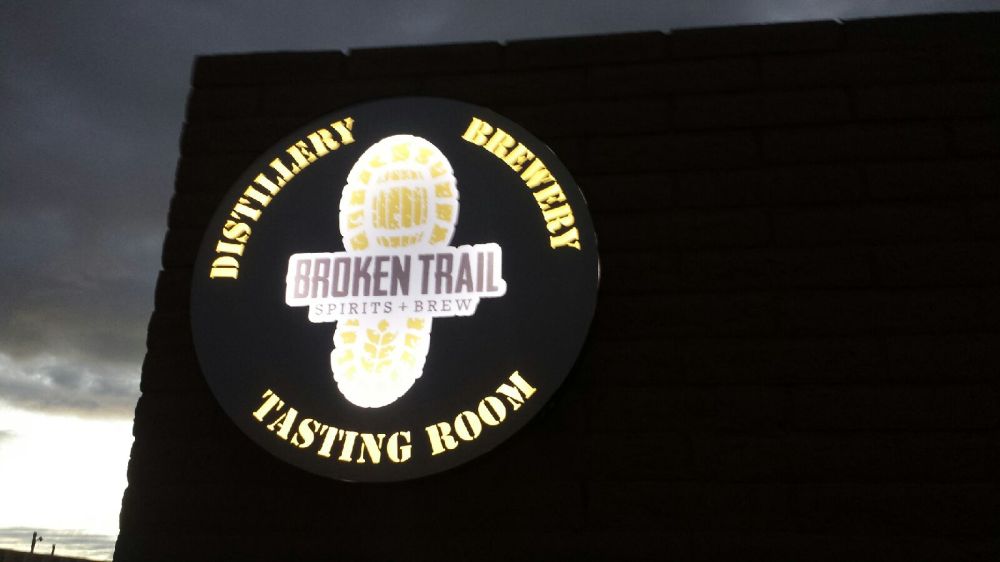 DISTILLERY
BREWERY
BROKEN TRAIL
SPIRITS + BREW
TASTING ROOM